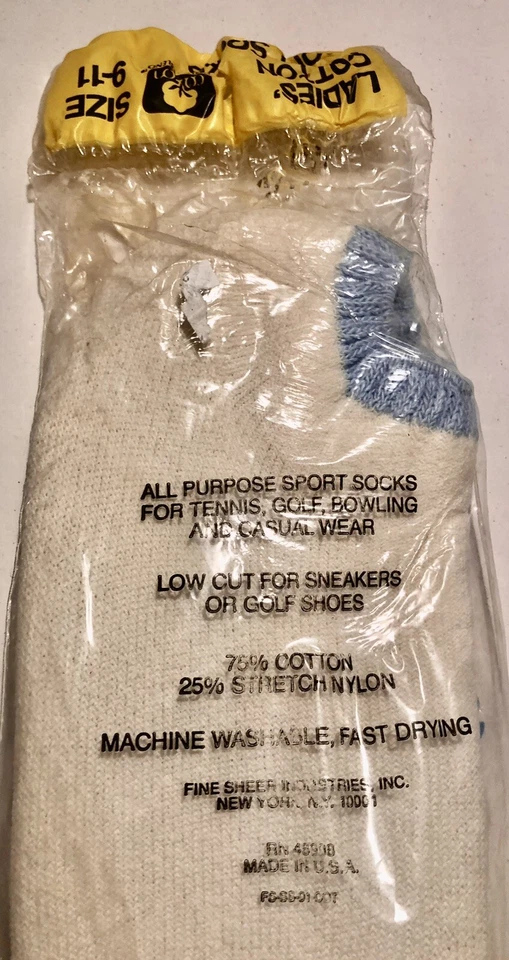 SIZE
9-11
LADIES'
COTTON
ALL PURPOSE SPORT SOCKS
FOR TENNIS, GOLF, BOWLING
AND CASUAL WEAR
LOW CUT FOR SNEAKERS
OR GOLF SHOES
75% COTTON
25% STRETCH NYLON
MACHINE WASHABLE, FAST DRYING
FINE SHEER INDUSTRIES, INC.
NEW YORK, N.Y. 10001
RN
MADE IN U.S.A.